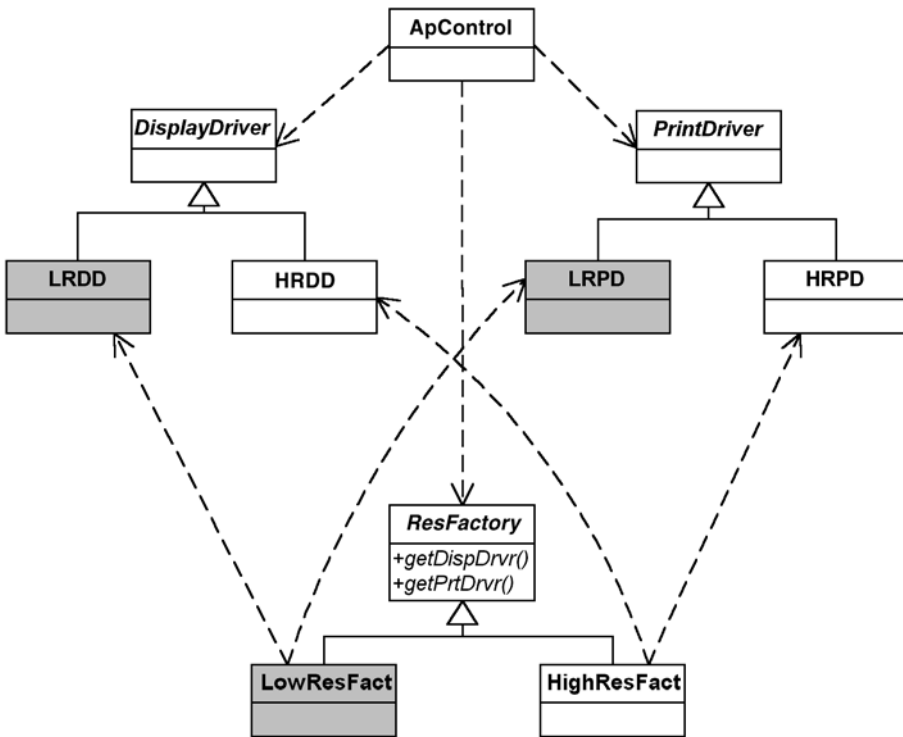 ApControl
DisplayDriver
PrintDriver
LRDD
HRDD
LRPD
HRPD
ResFactory
+getDispDrvr()
+getPrtDrvr()
LowResFact
HighResFact